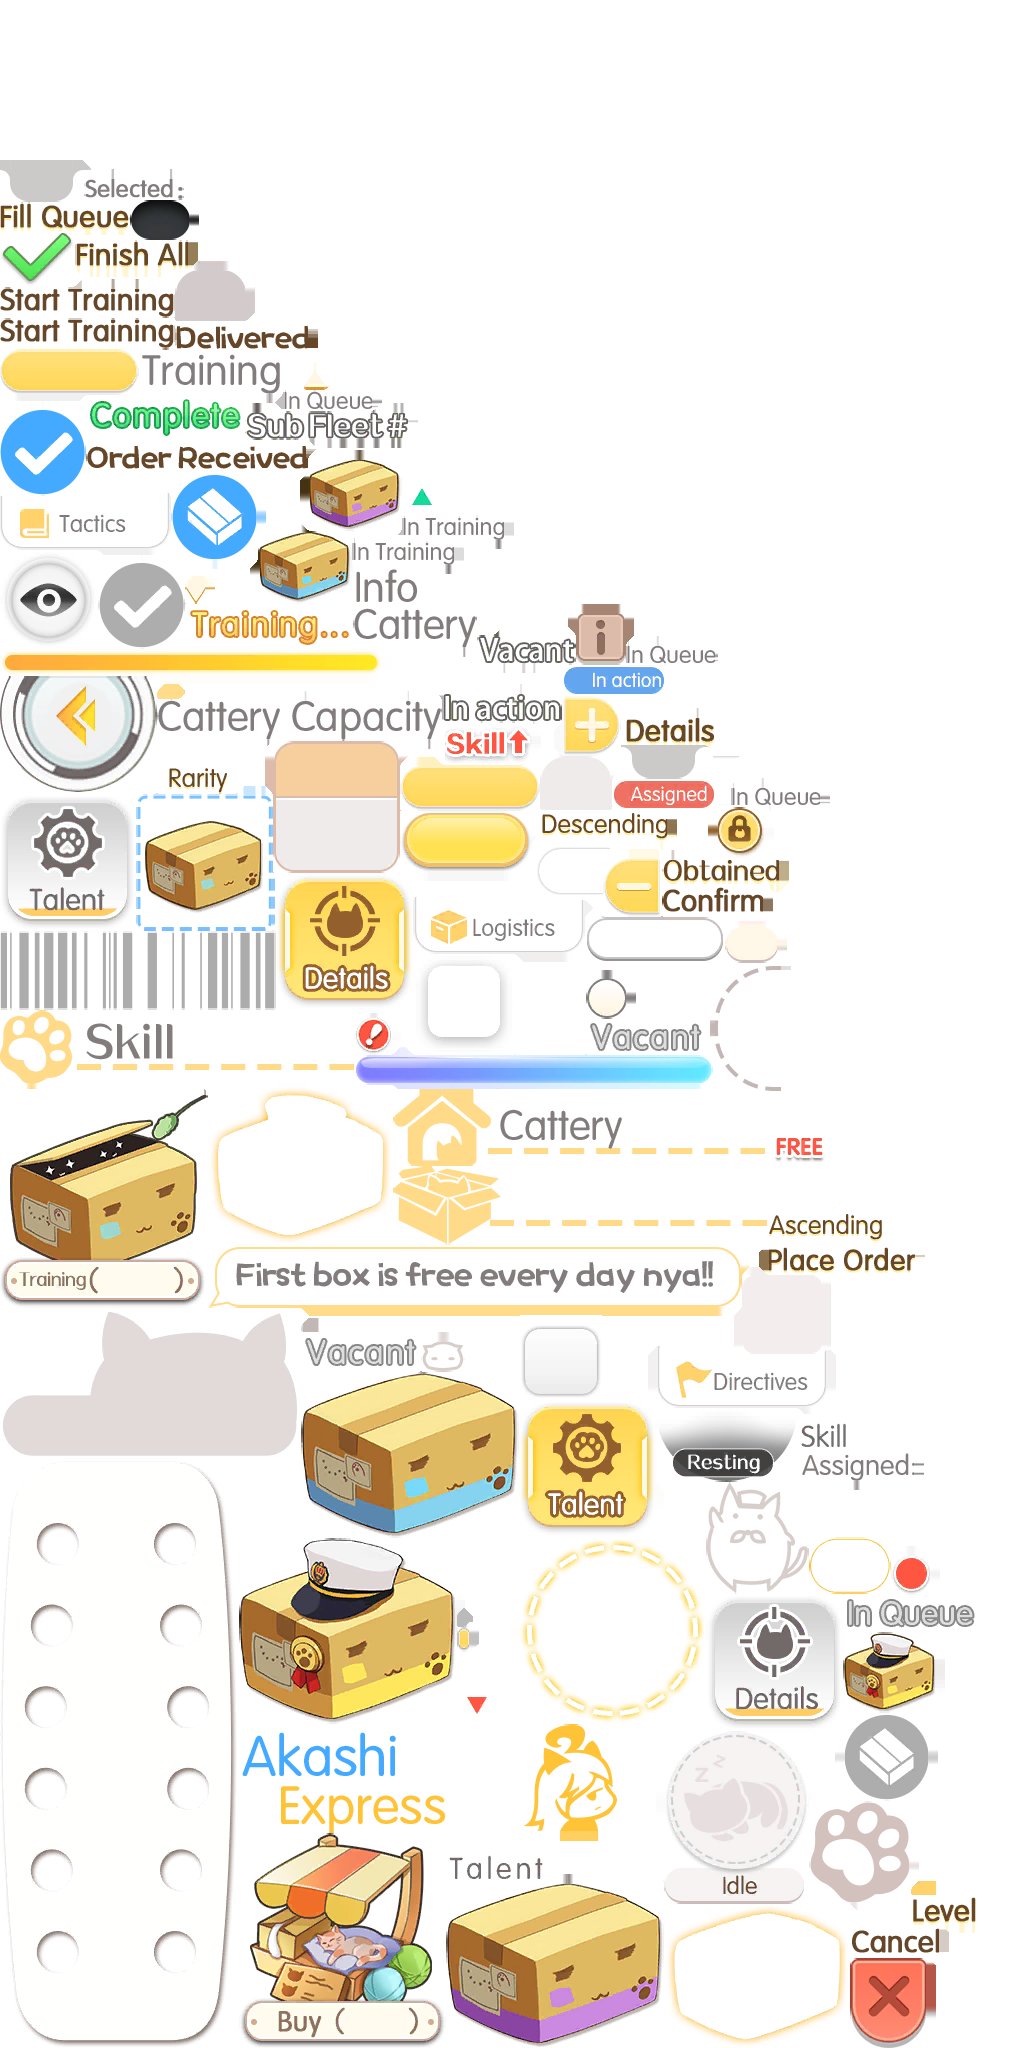 Selected:
Fill Queue
Finish All
Start Training
Start Training
Delivered
Training
In Queue
Complete
Sub Fleet #
Order Received
Tactics
In Training
In Training
Info
Training...
Cattery
Vacant
In Queue
In action
Cattery Capacity
In action
Details
Skill
Rarity
Assigned
In Queue
Descending
Obtained
Talent
Confirm
Logistics
Details
Skill
Vacant
Cattery
FREE
Ascending
Place Order
Training( )
First box is free every day nya!!
Vacant
Directives
Skill
Resting
Assigned:
Talent
In Queue
Details
Akashi
Express
Talent
Idle
Level
Cancel
Buy ( )